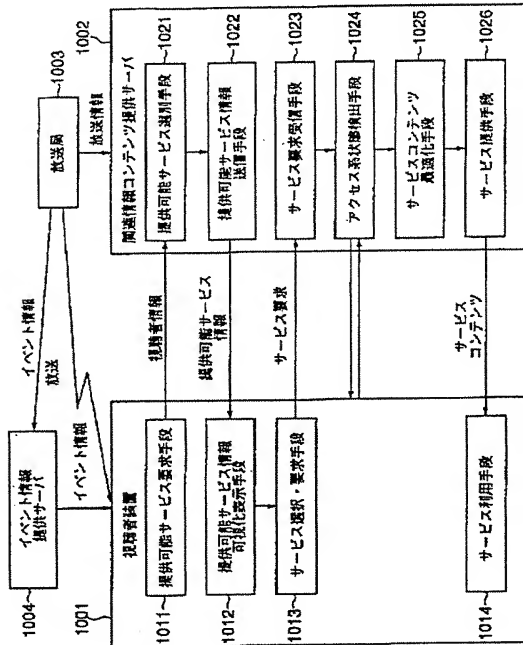 1004
イベント情報
提供サーバ
イベント情報
放送
イベント情報
放送局
1003
放送情報
1002
1001
視聴者装置
関連情報コンテンツ提供サーバ
1011
提供可能サービス要求手段
視聴者情報
提供可能サービス選別手段
1021
1012
提供可能サービス情報
可視化表示手段
提供可能サービス
情報
提供可能サービス情報
送信手段
1022
1013
サービス選択・要求手段
サービス要求
サービス要求受信手段
1023
アクセス系状態検出手段
1024
サービスコンテンツ
最適化手段
1025
1014
サービス利用手段
サービス
コンテンツ
サービス提供手段
1026